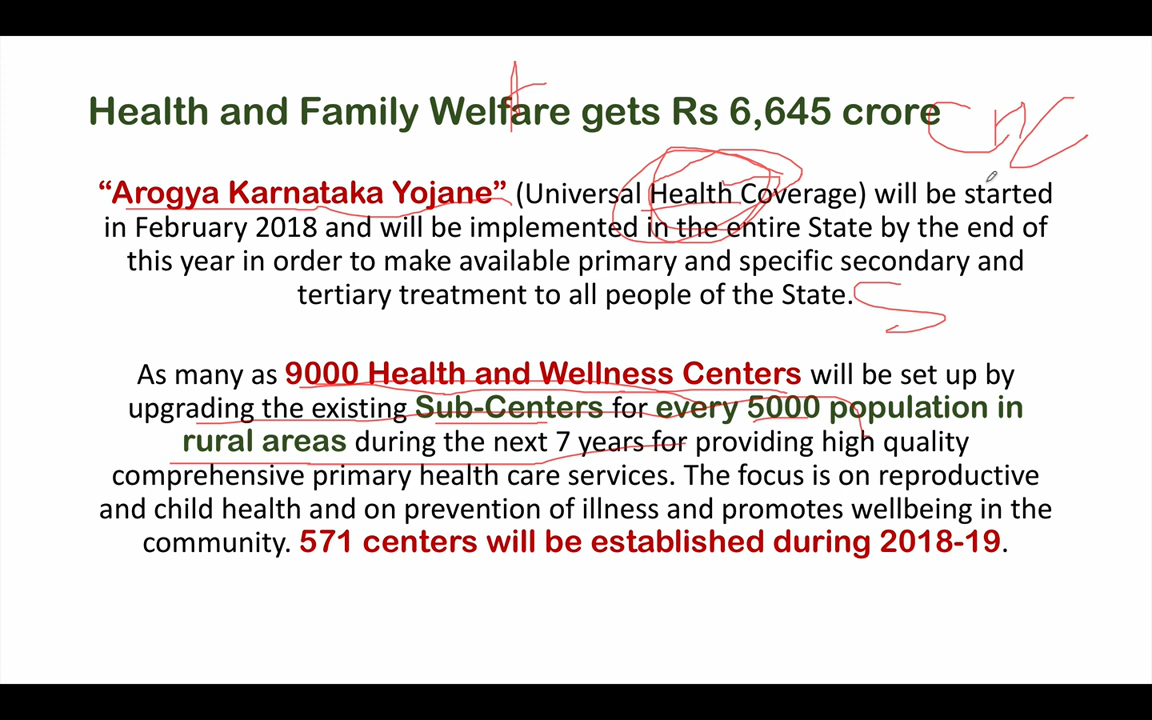 Health and Family Welfare gets Rs 6,645 crore
“Arogya Karnataka Yojane” (Universal Health Coverage) will be started
in February 2018 and will be implemented in the entire State by the end of
this year in order to make available primary and specific secondary and
tertiary treatment to all people of the State.
As many as 9000 Health and Wellness Centers will be set up by
upgrading the existing Sub-Centers for every 5000 population in
rural areas during the next 7 years for providing high quality
comprehensive primary health care services. The focus is on reproductive
and child health and on prevention of illness and promotes wellbeing in the
community. 571 centers will be established during 2018-19.